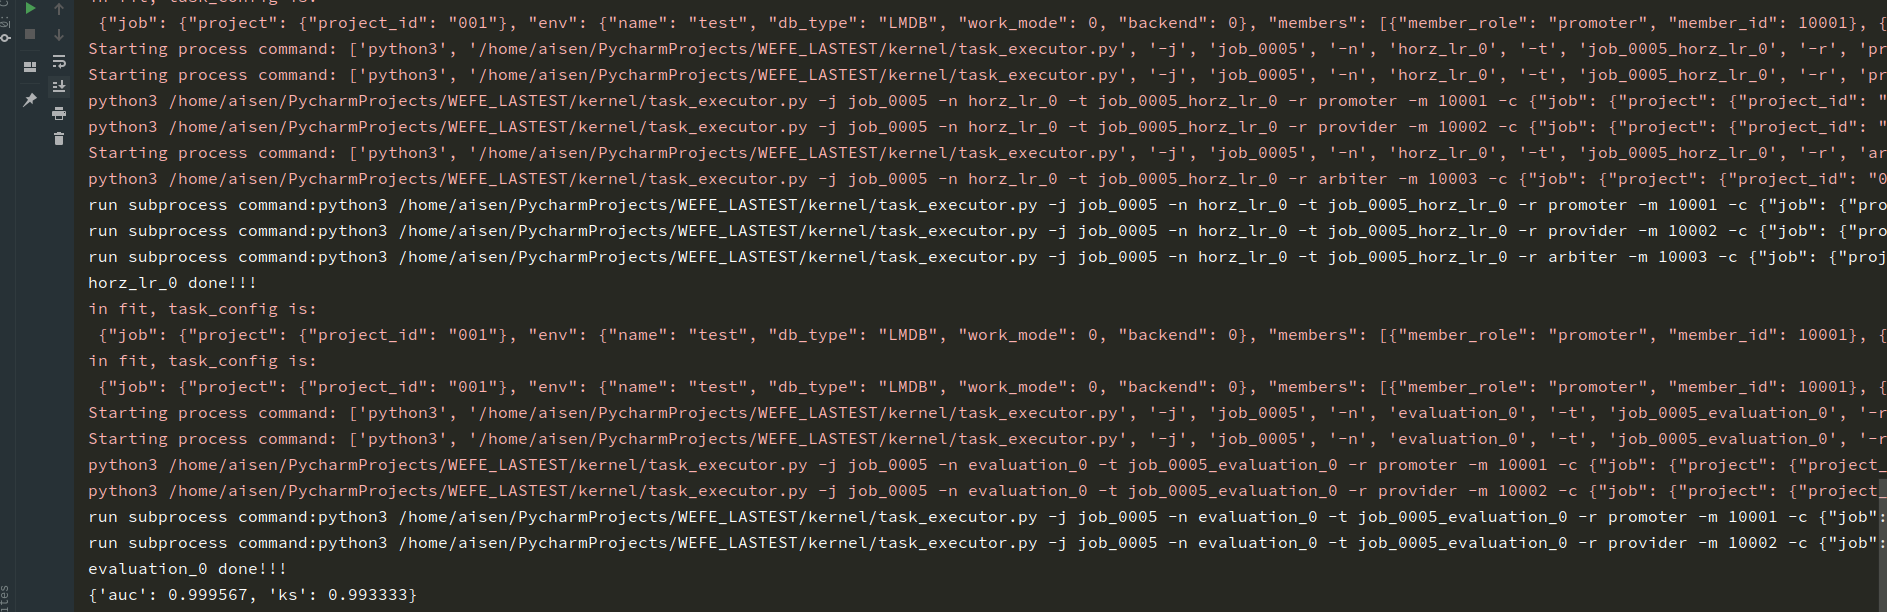 in fit, task_config is:
{"job": {"project": {"project_id": "001"}, "env": {"name": "test", "db_type": "LMDB", "work_mode": 0, "backend": 0}, "members": [{"member_role": "promoter", "member_id": 10001}, {
Starting process command: ['python3', '/home/aisen/PycharmProjects/WEFE_LASTEST/kernel/task_executor.py', '-j', 'job_0005', '-n', 'horz_lr_0', '-t', 'job_0005_horz_lr_0', '-r', 'pr
Starting process command: ['python3', '/home/aisen/PycharmProjects/WEFE_LASTEST/kernel/task_executor.py', '-j', 'job_0005', '-n', 'horz_lr_0', '-t', 'job_0005_horz_lr_0', '-r', 'pr
python3 /home/aisen/PycharmProjects/WEFE_LASTEST/kernel/task_executor.py -j job_0005 -n horz_lr_0 -t job_0005_horz_lr_0 -r promoter -m 10001 -c {"job": {"project": {"project_id": "
python3 /home/aisen/PycharmProjects/WEFE_LASTEST/kernel/task_executor.py -j job_0005 -n horz_lr_0 -t job_0005_horz_lr_0 -r provider -m 10002 -c {"job": {"project": {"project_id": "
Starting process command: ['python3', '/home/aisen/PycharmProjects/WEFE_LASTEST/kernel/task_executor.py', '-j', 'job_0005', '-n', 'horz_lr_0', '-t', 'job_0005_horz_lr_0', '-r', 'ar
python3 /home/aisen/PycharmProjects/WEFE_LASTEST/kernel/task_executor.py -j job_0005 -n horz_lr_0 -t job_0005_horz_lr_0 -r arbiter -m 10003 -c {"job": {"project": {"project_id": "0
run subprocess command:python3 /home/aisen/PycharmProjects/WEFE_LASTEST/kernel/task_executor.py -j job_0005 -n horz_lr_0 -t job_0005_horz_lr_0 -r promoter -m 10001 -c {"job": {"pro
run subprocess command:python3 /home/aisen/PycharmProjects/WEFE_LASTEST/kernel/task_executor.py -j job_0005 -n horz_lr_0 -t job_0005_horz_lr_0 -r provider -m 10002 -c {"job": {"pro
run subprocess command:python3 /home/aisen/PycharmProjects/WEFE_LASTEST/kernel/task_executor.py -j job_0005 -n horz_lr_0 -t job_0005_horz_lr_0 -r arbiter -m 10003 -c {"job": {"proj
horz_lr_0 done!!!
in fit, task_config is:
{"job": {"project": {"project_id": "001"}, "env": {"name": "test", "db_type": "LMDB", "work_mode": 0, "backend": 0}, "members": [{"member_role": "promoter", "member_id": 10001}, {
in fit, task_config is:
{"job": {"project": {"project_id": "001"}, "env": {"name": "test", "db_type": "LMDB", "work_mode": 0, "backend": 0}, "members": [{"member_role": "promoter", "member_id": 10001}, {
Starting process command: ['python3', '/home/aisen/PycharmProjects/WEFE_LASTEST/kernel/task_executor.py', '-j', 'job_0005', '-n', 'evaluation_0', '-t', 'job_0005_evaluation_0', '-r
Starting process command: ['python3', '/home/aisen/PycharmProjects/WEFE_LASTEST/kernel/task_executor.py', '-j', 'job_0005', '-n', 'evaluation_0', '-t', 'job_0005_evaluation_0', '-r
python3 /home/aisen/PycharmProjects/WEFE_LASTEST/kernel/task_executor.py -j job_0005 -n evaluation_0 -t job_0005_evaluation_0 -r promoter -m 10001 -c {"job": {"project": {"project_
python3 /home/aisen/PycharmProjects/WEFE_LASTEST/kernel/task_executor.py -j job_0005 -n evaluation_0 -t job_0005_evaluation_0 -r provider -m 10002 -c {"job": {"project": {"project_
run subprocess command:python3 /home/aisen/PycharmProjects/WEFE_LASTEST/kernel/task_executor.py -j job_0005 -n evaluation_0 -t job_0005_evaluation_0 -r promoter -m 10001 -c {"job":
run subprocess command:python3 /home/aisen/PycharmProjects/WEFE_LASTEST/kernel/task_executor.py -j job_0005 -n evaluation_0 -t job_0005_evaluation_0 -r provider -m 10002 -c {"job":
evaluation_0 done!!!
{'auc': 0.999567, 'ks': 0.993333}